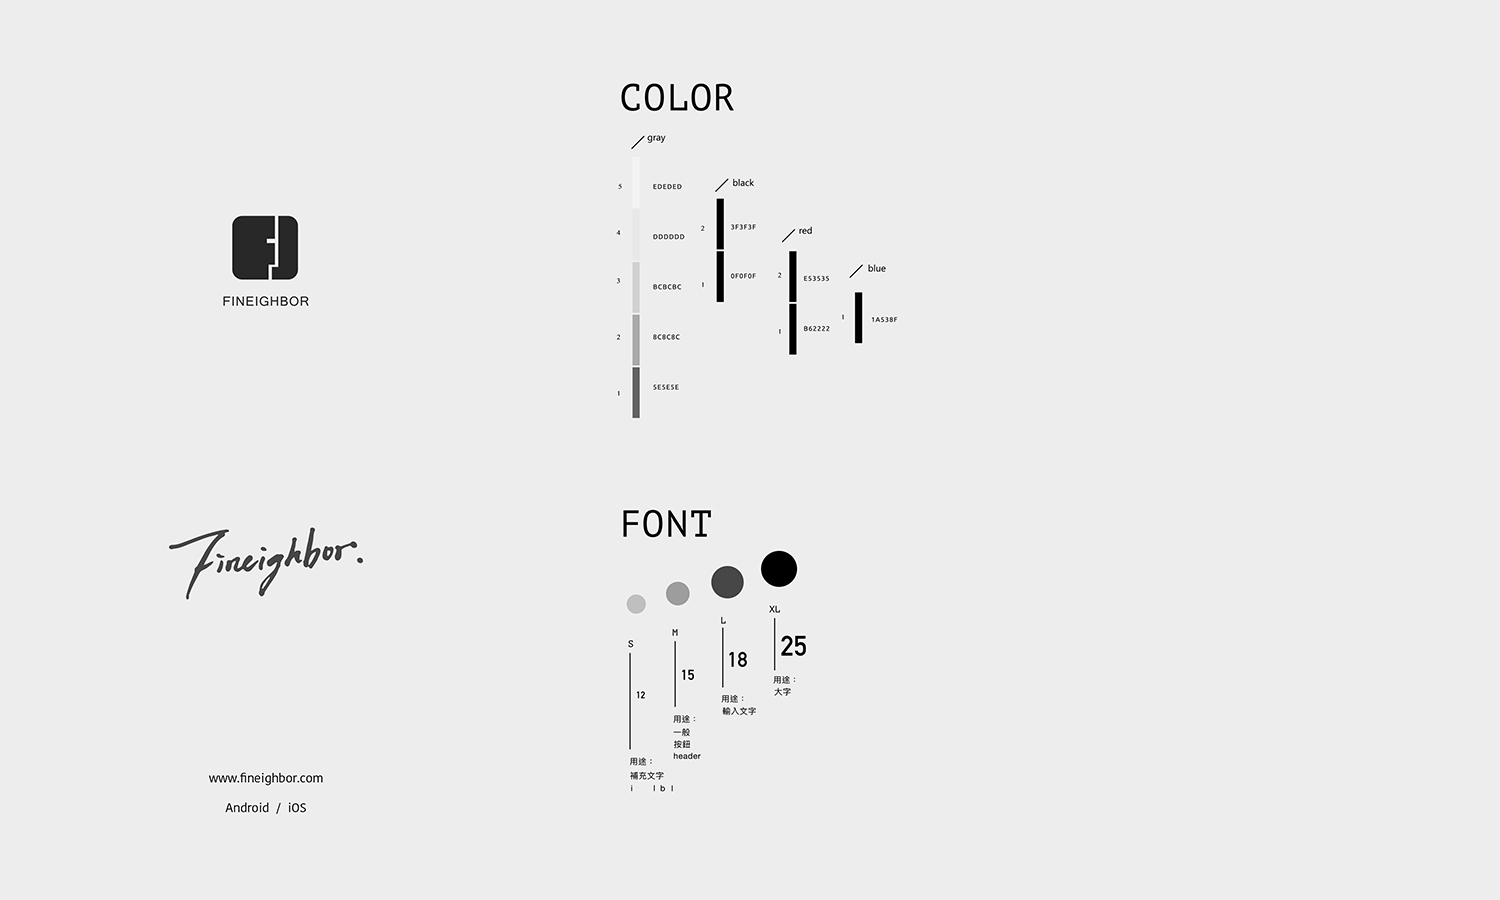 FINEIGHBOR
Fineighbor.
www.fineighbor.com
Android / iOS
COLOR
gray
5 EDEDED
4 DDDDDD
3 BCBCBC
2 8C8C8C
1 5E5E5E
black
2 3F3F3F
1 0F0F0F
red
2 E53535
1 B62222
blue
1 1A538F
FONT
S
12
用途：
補充文字
M
15
用途：
一般
按鈕
header
L
18
用途：
輸入文字
XL
25
用途：
大字